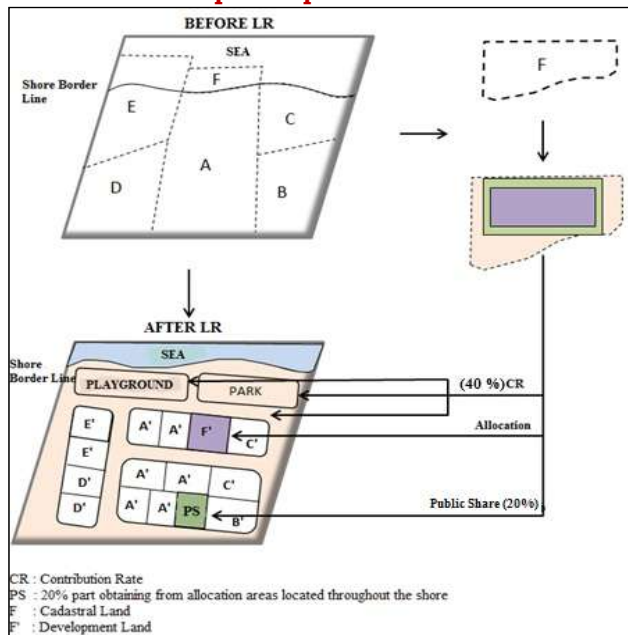 BEFORE LR
SEA
Shore Border
Line
F
E
C
A
D
B
F
AFTER LR
SEA
Shore
Border Line
PLAYGROUND
PARK
(40 %)CR
E'
A'
A'
F'
C'
Allocation
E'
D'
D'
A'
A'
C'
A'
A'
PS
B'
Public Share (20%)
CR : Contribution Rate
PS : 20% part obtaining from allocation areas located throughout the shore
F : Cadastral Land
F' : Development Land